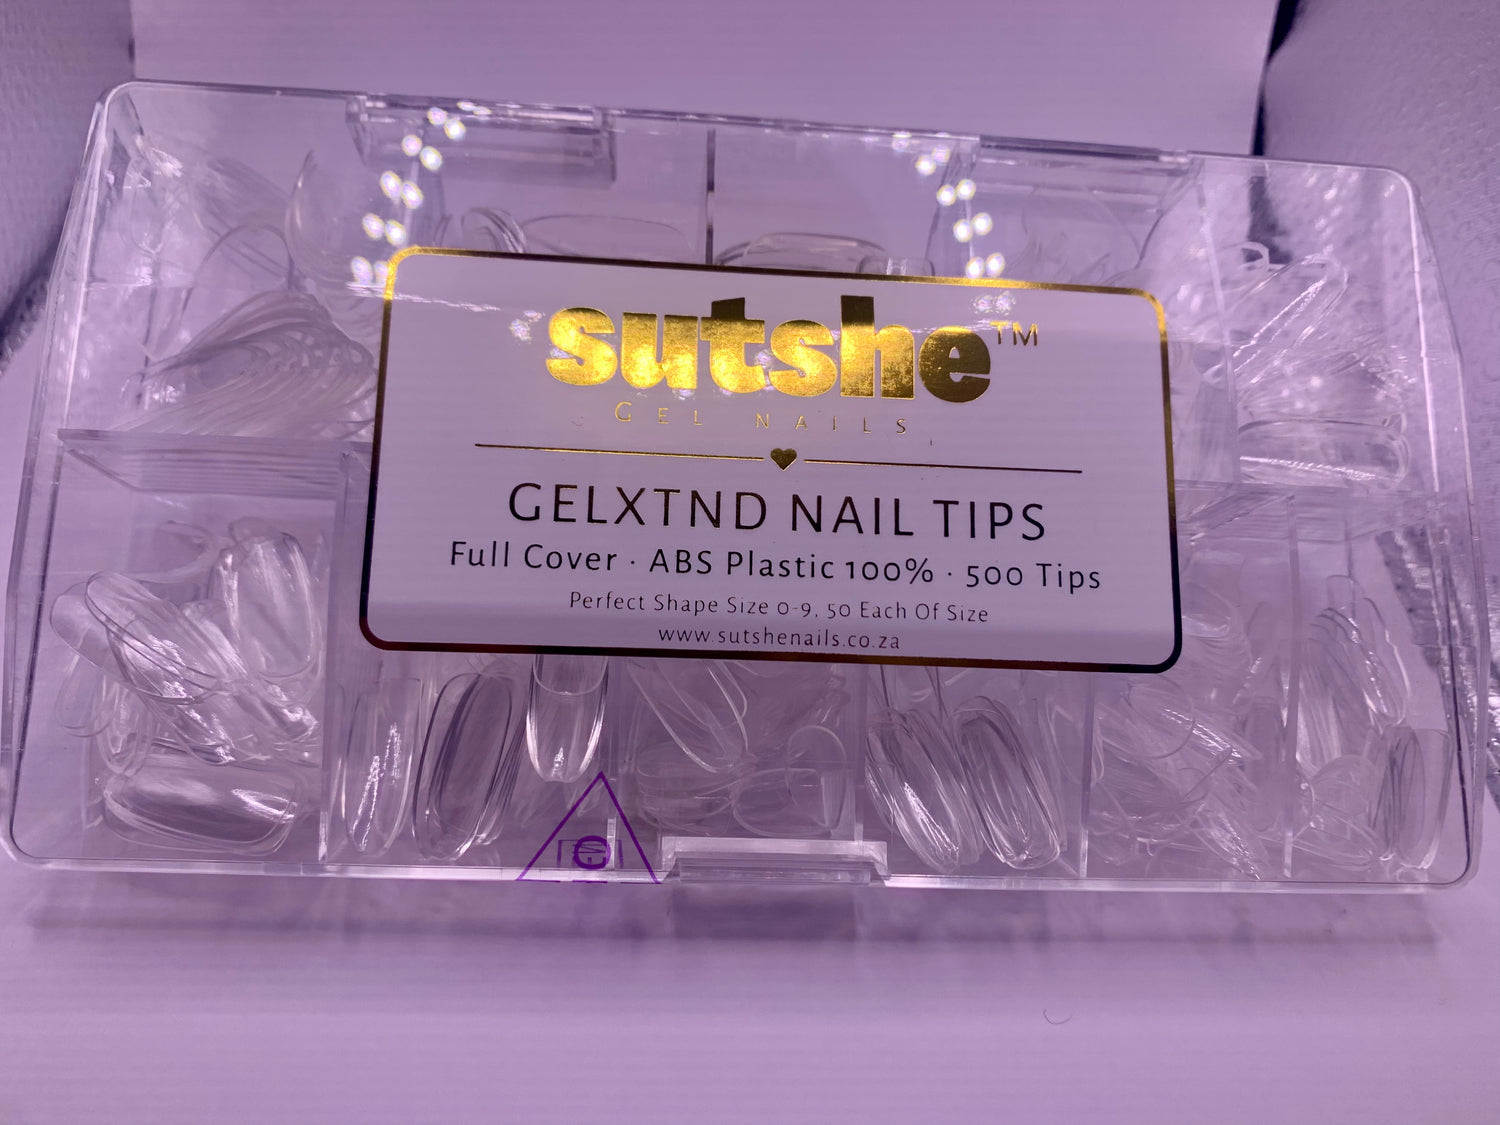 sutshe™
GEL NAILS
GELXTND NAIL TIPS
Full Cover · ABS Plastic 100% · 500 Tips
Perfect Shape Size 0-9, 50 Each Of Size
www.sutshenails.co.za